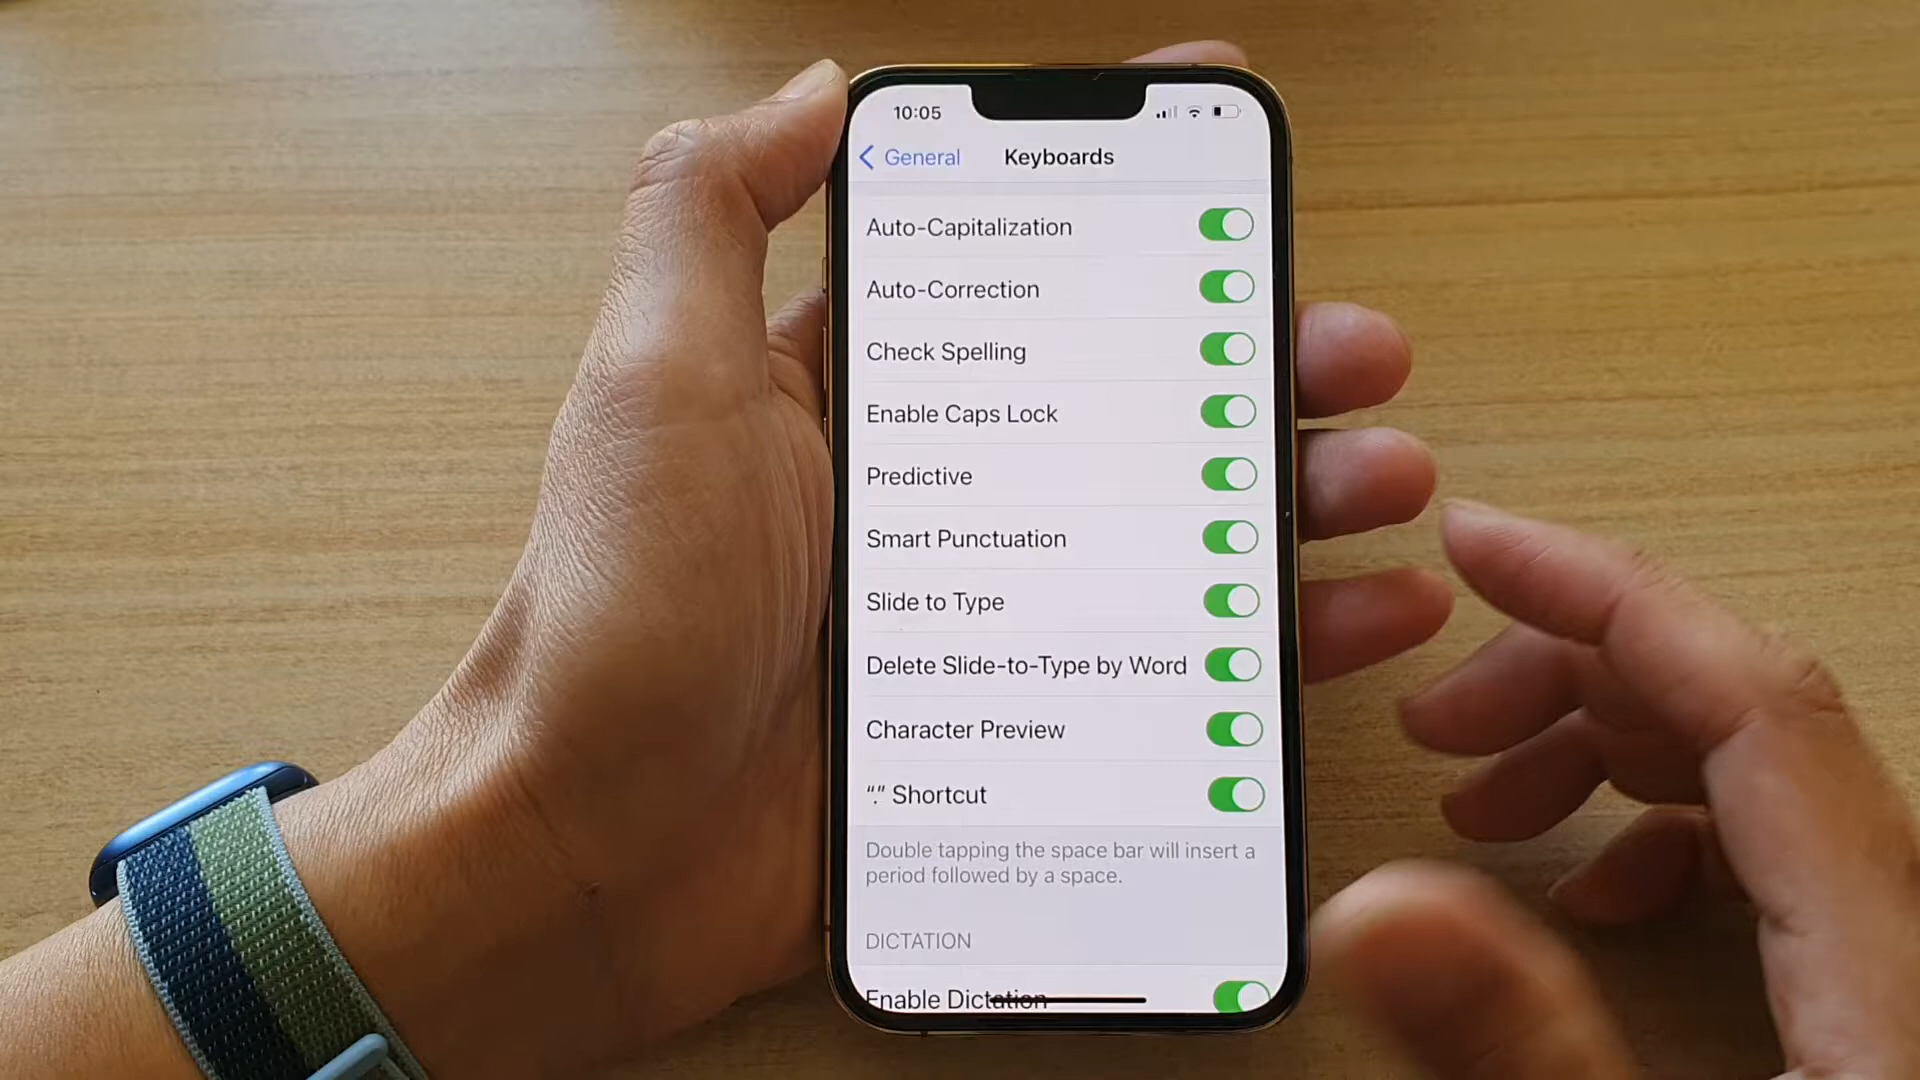 10:05
General Keyboards
Auto-Capitalization
Auto-Correction
Check Spelling
Enable Caps Lock
Predictive
Smart Punctuation
Slide to Type
Delete Slide-to-Type by Word
Character Preview
“.” Shortcut
Double tapping the space bar will insert a
period followed by a space.
DICTATION
Enable Dictation